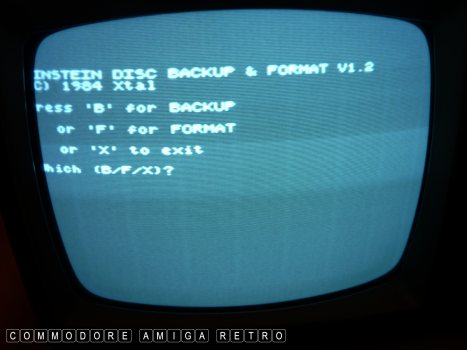 INSTEIN DISC BACKUP & FORMAT V1.2
C) 1984 Xtal
ress 'B' for BACKUP
or 'F' for FORMAT
or 'X' to exit
hich (B/F/X)?
COMMODORE AMIGA RETRO